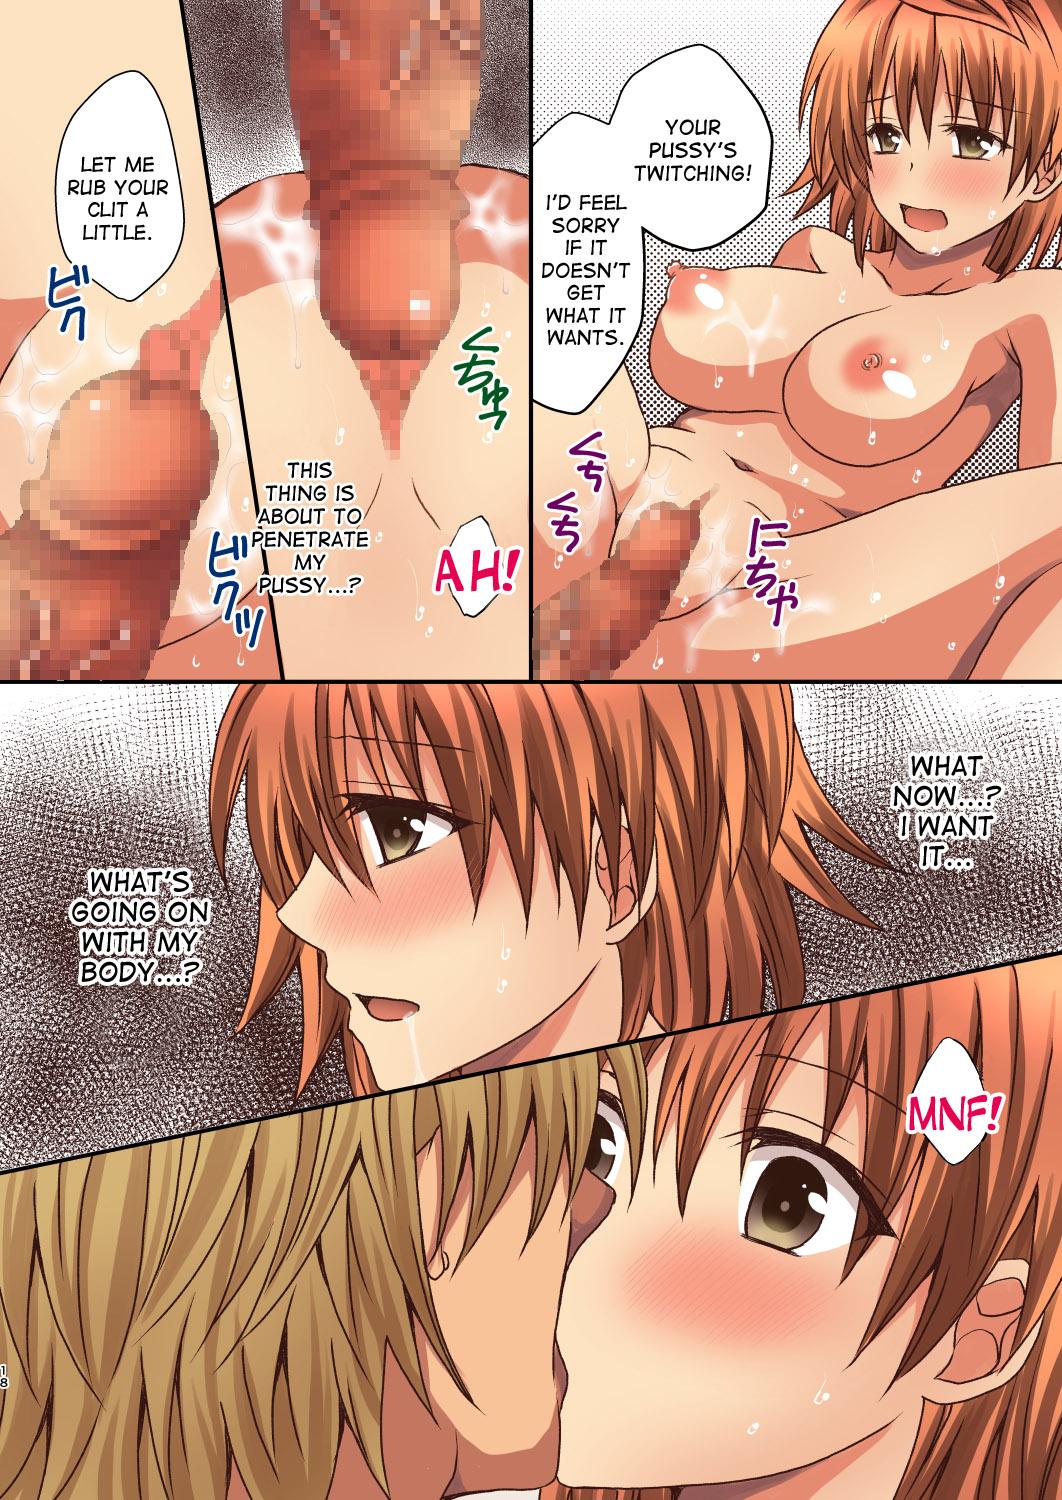 YOUR
PUSSY'S
TWITCHING!
I'D FEEL
SORRY
IF IT
DOESN'T
GET
WHAT IT
WANTS.
くち
くち
にちゃ
くちゅっ
AH!
THIS
THING IS
ABOUT TO
PENETRATE
MY
PUSSY...?
LET ME
RUB YOUR
CLIT A
LITTLE.
ビク
ビクッ
WHAT
NOW...?
I WANT
IT...
WHAT'S
GOING ON
WITH MY
BODY...?
MNF!
18